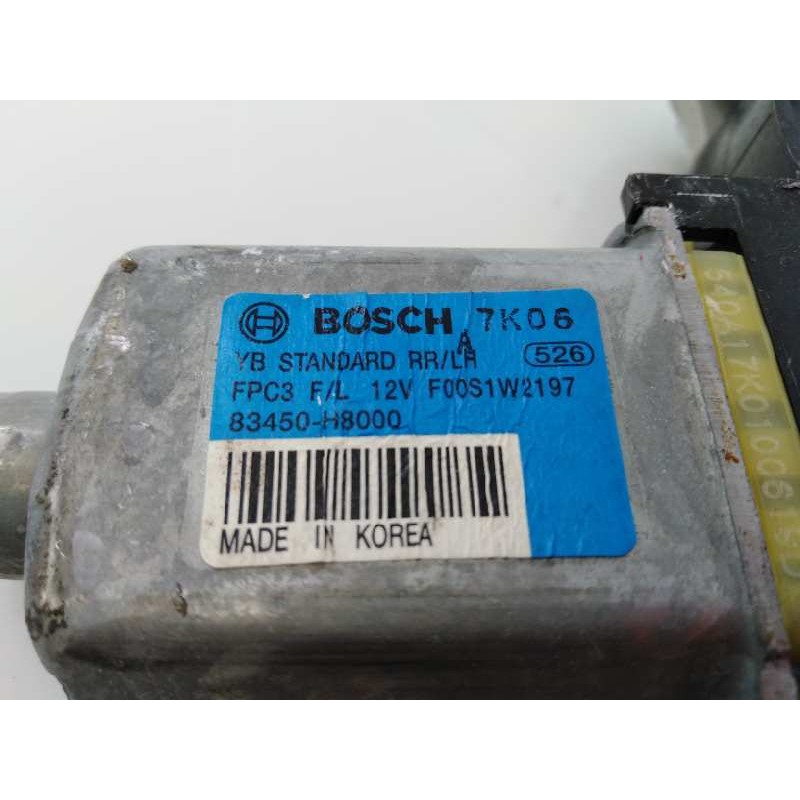 BOSCH 7K06
A
YB STANDARD RR/LH 526
FPC3 F/L 12V F00S1W2197
83450-H8000
MADE IN KOREA